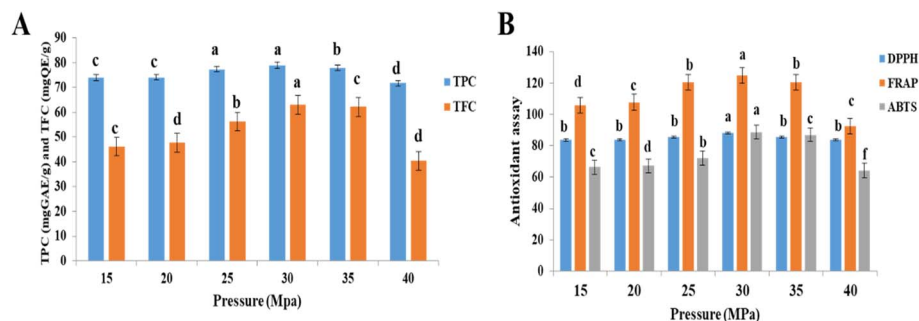 A
TPC (mgGAE/g) and TFC (mgQE/g)
90
80
70
60
50
40
30
20
10
0
c
c
a
a
b
d
c
d
b
a
c
d
15
20
25
30
35
40
Pressure (Mpa)
TPC
TFC
B
Antioxidant assay
140
120
100
80
60
40
20
0
b
d
c
b
c
d
b
b
b
a
a
a
b
b
c
b
c
f
15
20
25
30
35
40
Pressure (MPa)
DPPH
FRAP
ABTS